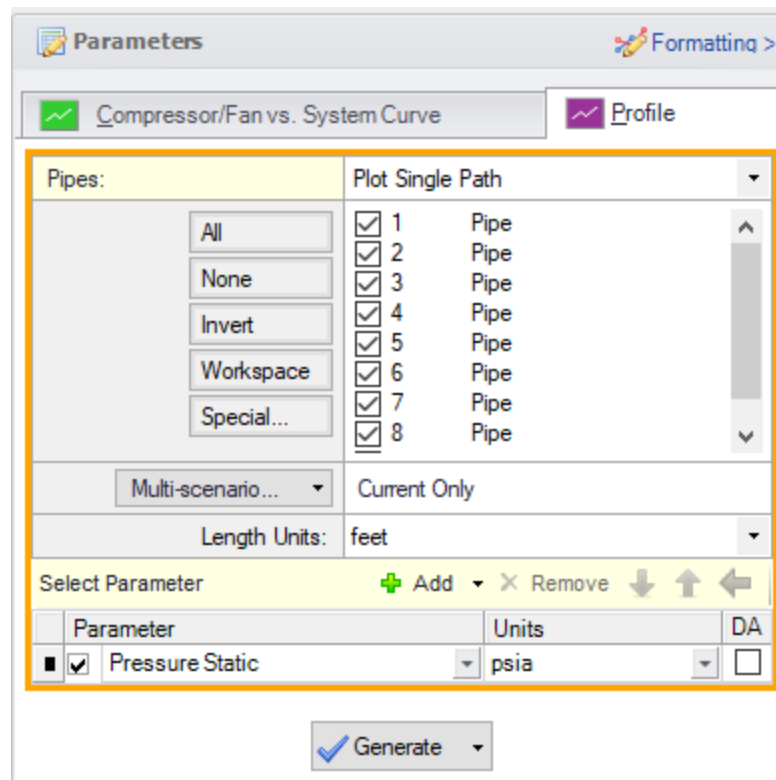 Parameters
Formatting >
Compressor/Fan vs. System Curve
Profile
Pipes:
Plot Single Path
All
None
Invert
Workspace
Special...
1 Pipe
2 Pipe
3 Pipe
4 Pipe
5 Pipe
6 Pipe
7 Pipe
8 Pipe
Multi-scenario...
Current Only
Length Units:
feet
Select Parameter
Add
Remove
Parameter
Units
DA
Pressure Static
psia
Generate